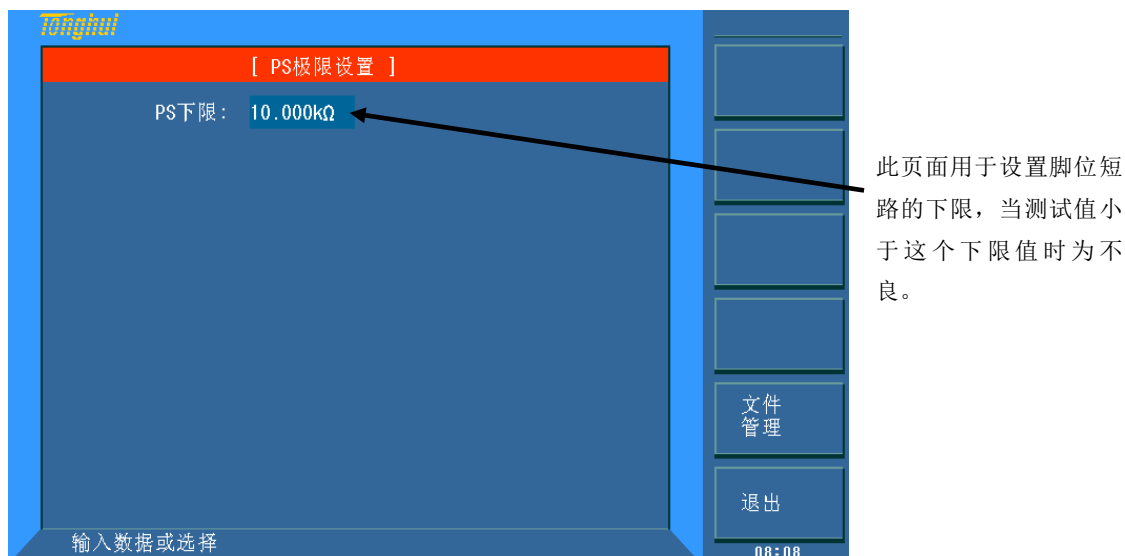 Tonghui
[ PS极限设置 ]
PS下限: 10.000kΩ
此页面用于设置脚位短
路的下限，当测试值小
于这个下限值时为不
良。
文件
管理
退出
输入数据或选择
08:08